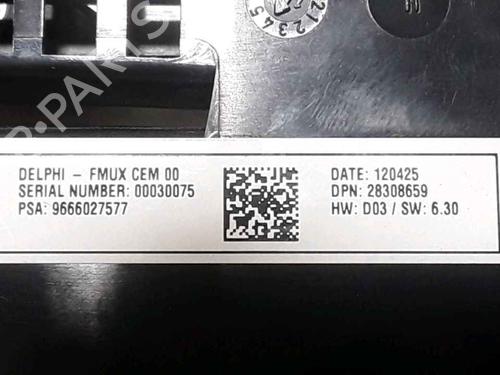 DELPHI - FMUX CEM 00
SERIAL NUMBER: 00030075
PSA: 9666027577
DATE: 120425
DPN: 28308659
HW: D03 / SW: 6.30